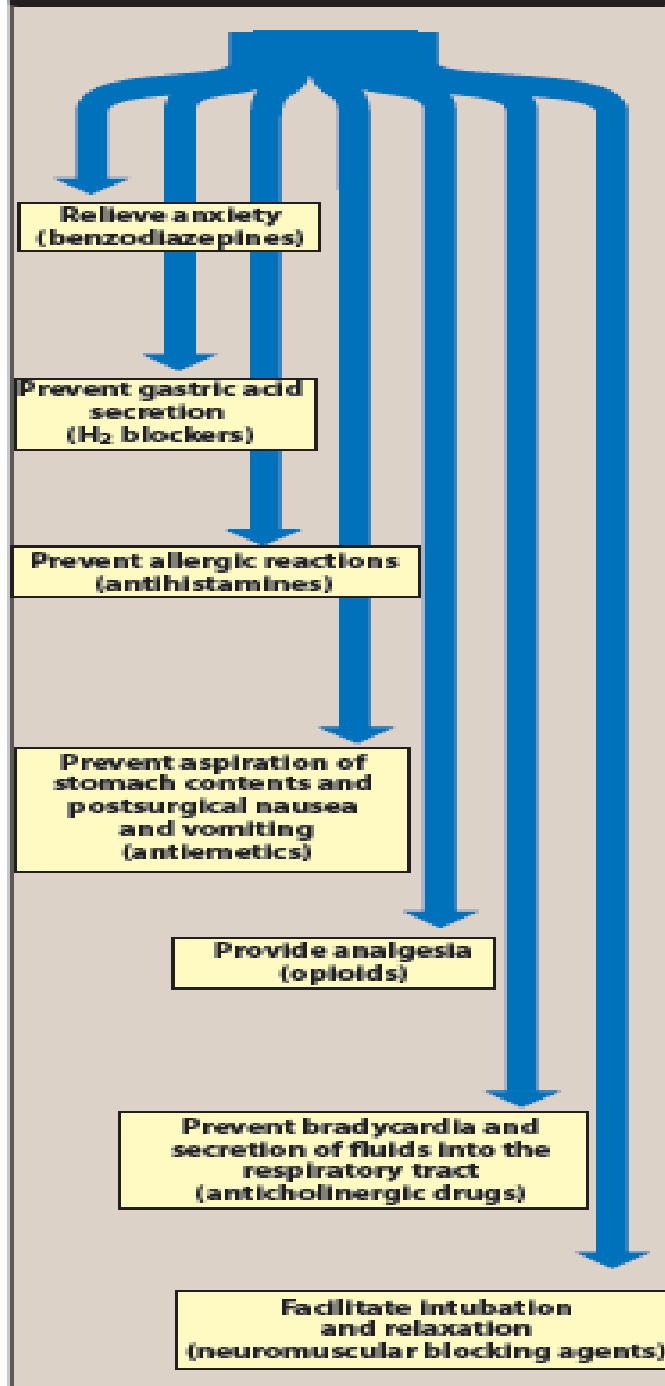 Relieve anxiety
(benzodiazepines)
Prevent gastric acid
secretion
(H₂ blockers)
Prevent allergic reactions
(antihistamines)
Prevent aspiration of
stomach contents and
postsurgical nausea
and vomiting
(antiemetics)
Provide analgesia
(opioids)
Prevent bradycardia and
secretion of fluids into the
respiratory tract
(anticholinergic drugs)
Facilitate intubation
and relaxation
(neuromuscular blocking agents)